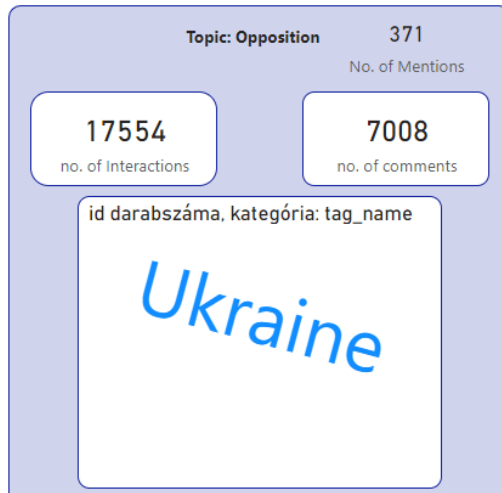 Topic: Opposition
371
No. of Mentions
17554
no. of Interactions
7008
no. of comments
id darabszáma, kategória: tag_name
Ukraine